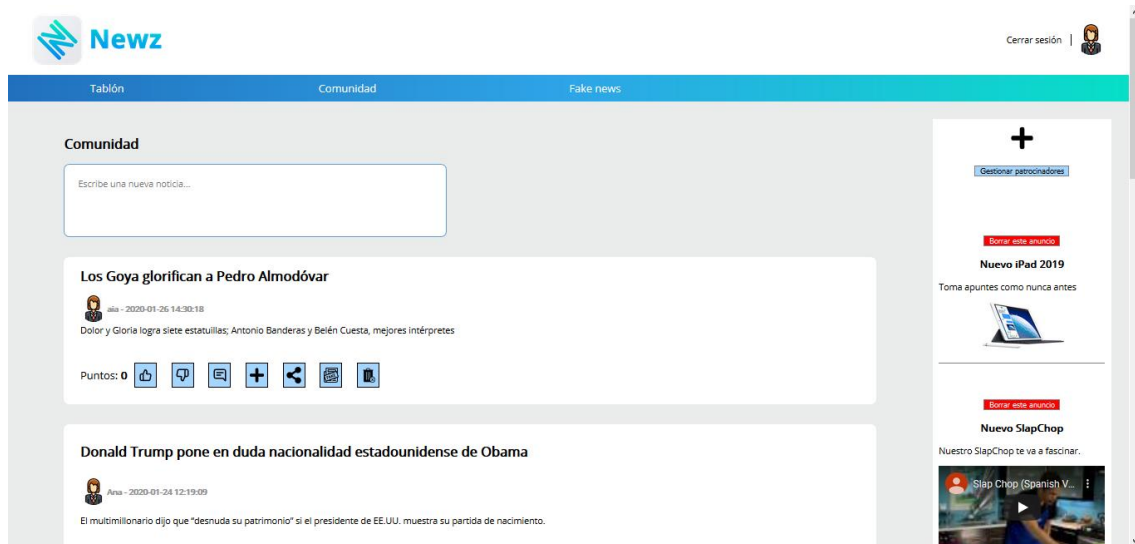 Newz
Cerrar sesión |
Tablón Comunidad Fake news
Comunidad
Escribe una nueva noticia...
Los Goya glorifican a Pedro Almodóvar
aia - 2020-01-26 14:30:18
Dolor y Gloria logra siete estatuillas; Antonio Banderas y Belén Cuesta, mejores intérpretes
Puntos: 0
Donald Trump pone en duda nacionalidad estadounidense de Obama
Ana - 2020-01-24 12:19:09
El multimillonario dijo que "desnuda su patrimonio" si el presidente de EE.UU. muestra su partida de nacimiento.
Gestionar patrocinadores
Borrar este anuncio
Nuevo iPad 2019
Toma apuntes como nunca antes
Borrar este anuncio
Nuevo SlapChop
Nuestro SlapChop te va a fascinar.
Slap Chop (Spanish V...